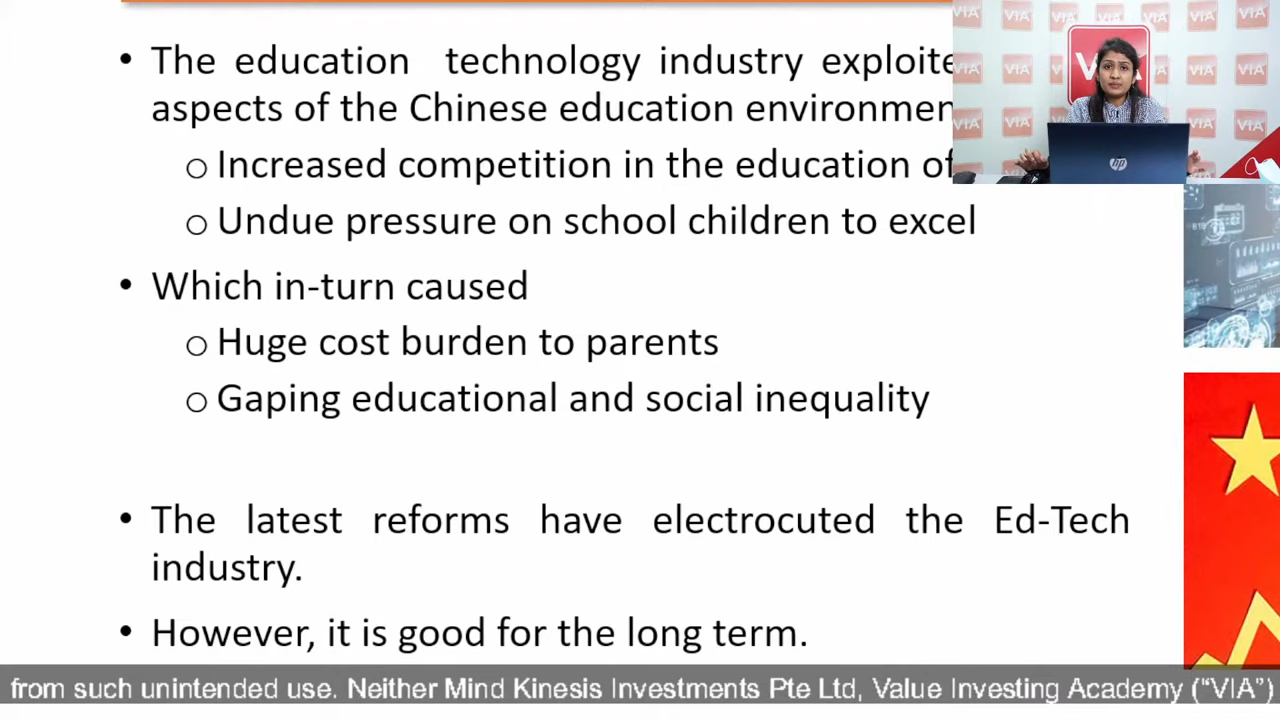 • The education technology industry exploite
aspects of the Chinese education environmen
o Increased competition in the education of
o Undue pressure on school children to excel
• Which in-turn caused
o Huge cost burden to parents
o Gaping educational and social inequality
• The latest reforms have electrocuted the Ed-Tech
industry.
• However, it is good for the long term.
from such unintended use. Neither Mind Kinesis Investments Pte Ltd, Value Investing Academy (“VIA”)
VIA
hp